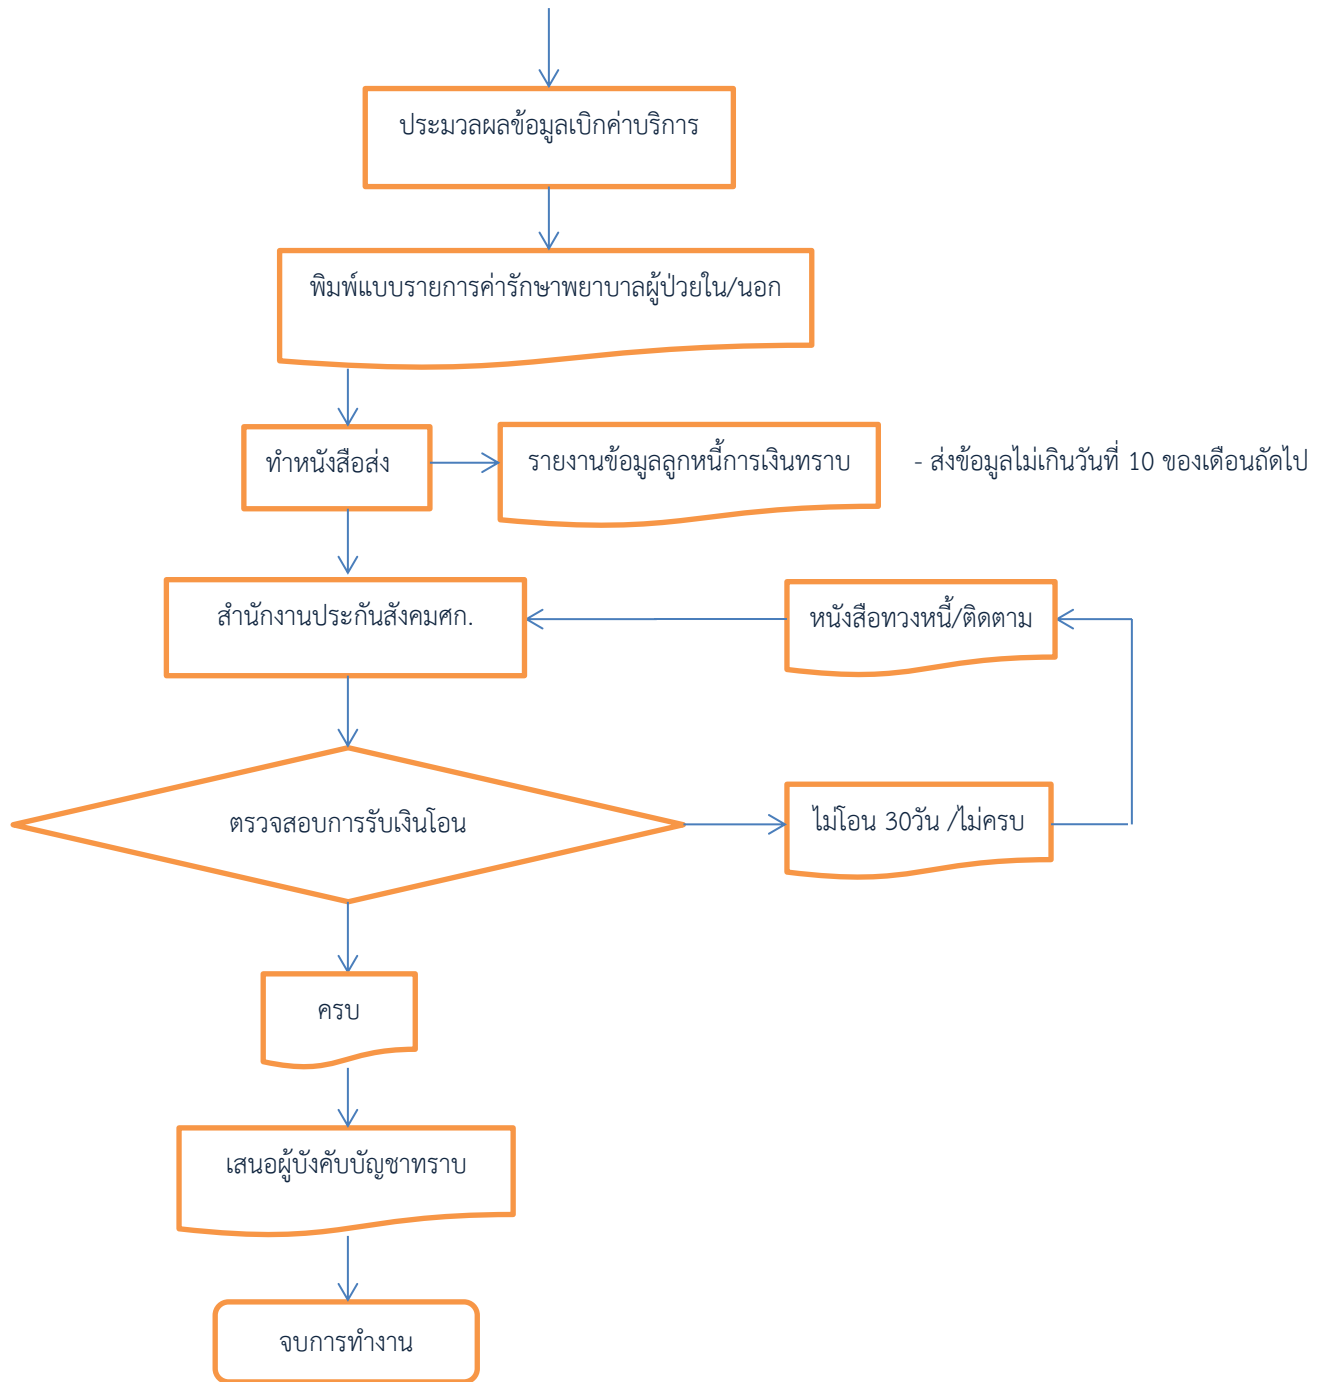 ประมวลผลข้อมูลเบิกค่าบริการ
พิมพ์แบบรายการค่ารักษาพยาบาลผู้ป่วยใน/นอก
ทำหนังสือส่ง
รายงานข้อมูลลูกหนี้การเงินทราบ
- ส่งข้อมูลไม่เกินวันที่ 10 ของเดือนถัดไป
สำนักงานประกันสังคมศก.
หนังสือทวงหนี้/ติดตาม
ตรวจสอบการรับเงินโอน
ไม่โอน 30วัน /ไม่ครบ
ครบ
เสนอผู้บังคับบัญชาทราบ
จบการทำงาน